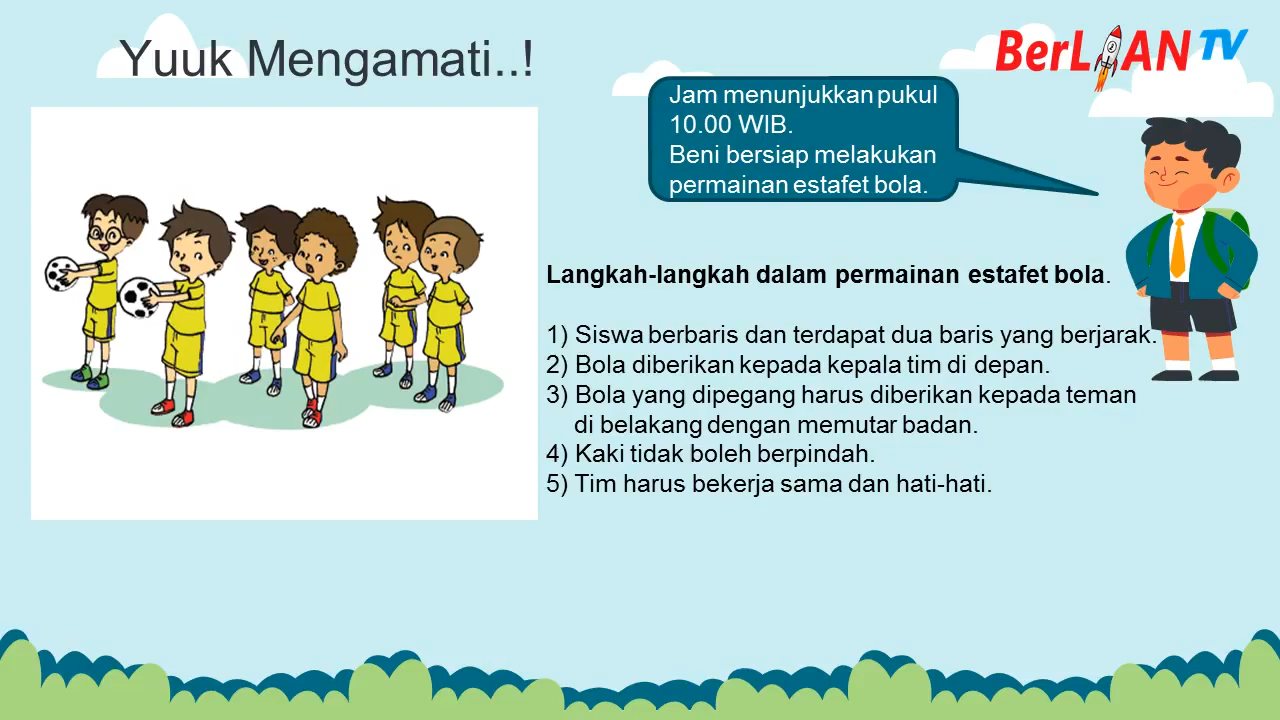 Yuuk Mengamati..!
BerLIAN TV
Jam menunjukkan pukul
10.00 WIB.
Beni bersiap melakukan
permainan estafet bola.
Langkah-langkah dalam permainan estafet bola.
1) Siswa berbaris dan terdapat dua baris yang berjarak.
2) Bola diberikan kepada kepala tim di depan.
3) Bola yang dipegang harus diberikan kepada teman
di belakang dengan memutar badan.
4) Kaki tidak boleh berpindah.
5) Tim harus bekerja sama dan hati-hati.